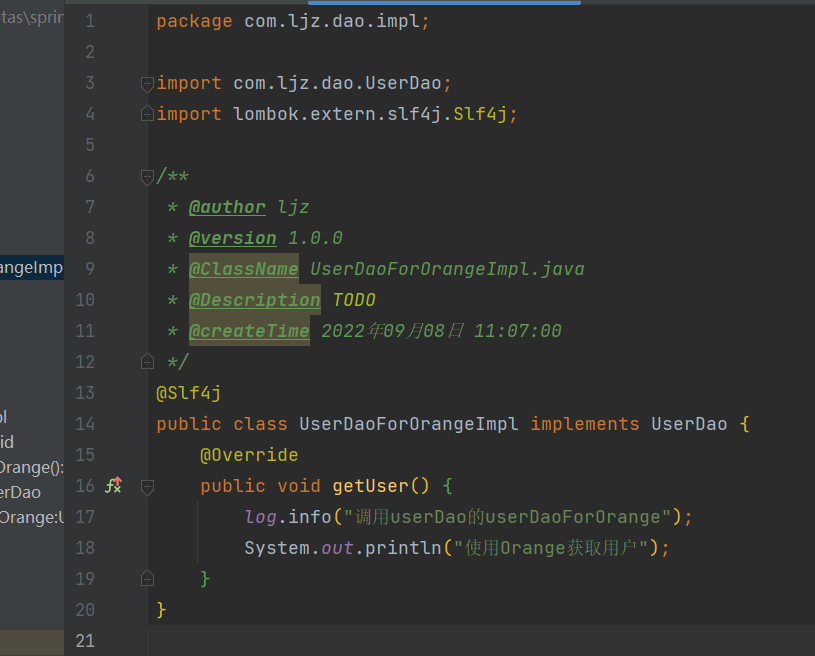 tas\sprin
angeImp
ol
id
Orange():
erDao
Orange:U
1 package com.ljz.dao.impl;
2
3 import com.ljz.dao.UserDao;
4 import lombok.extern.slf4j.Slf4j;
5
6 /**
7 * @author ljz
8 * @version 1.0.0
9 * @ClassName UserDaoForOrangeImpl.java
10 * @Description TODO
11 * @createTime 2022年09月08日 11:07:00
12 */
13 @Slf4j
14 public class UserDaoForOrangeImpl implements UserDao {
15 @Override
16 public void getUser() {
17 log.info("调用userDao的userDaoForOrange");
18 System.out.println("使用Orange获取用户");
19 }
20 }
21